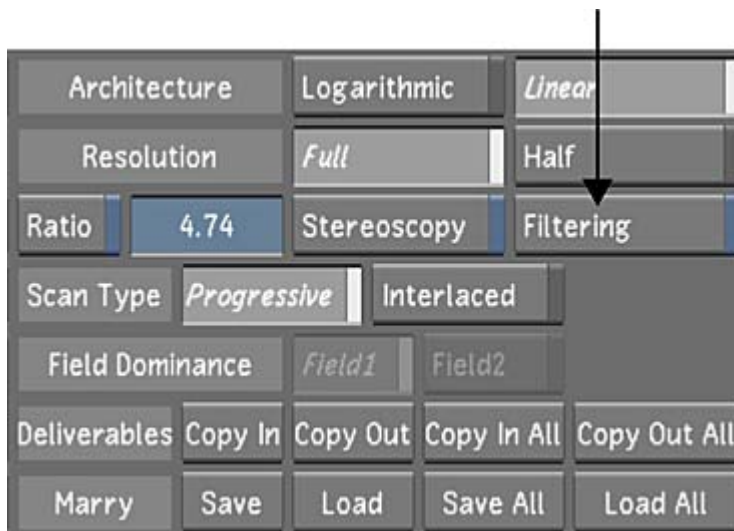 Architecture Logarithmic Linear
Resolution Full Half
Ratio 4.74 Stereoscopy Filtering
Scan Type Progressive Interlaced
Field Dominance Field1 Field2
Deliverables Copy In Copy Out Copy In All Copy Out All
Marry Save Load Save All Load All